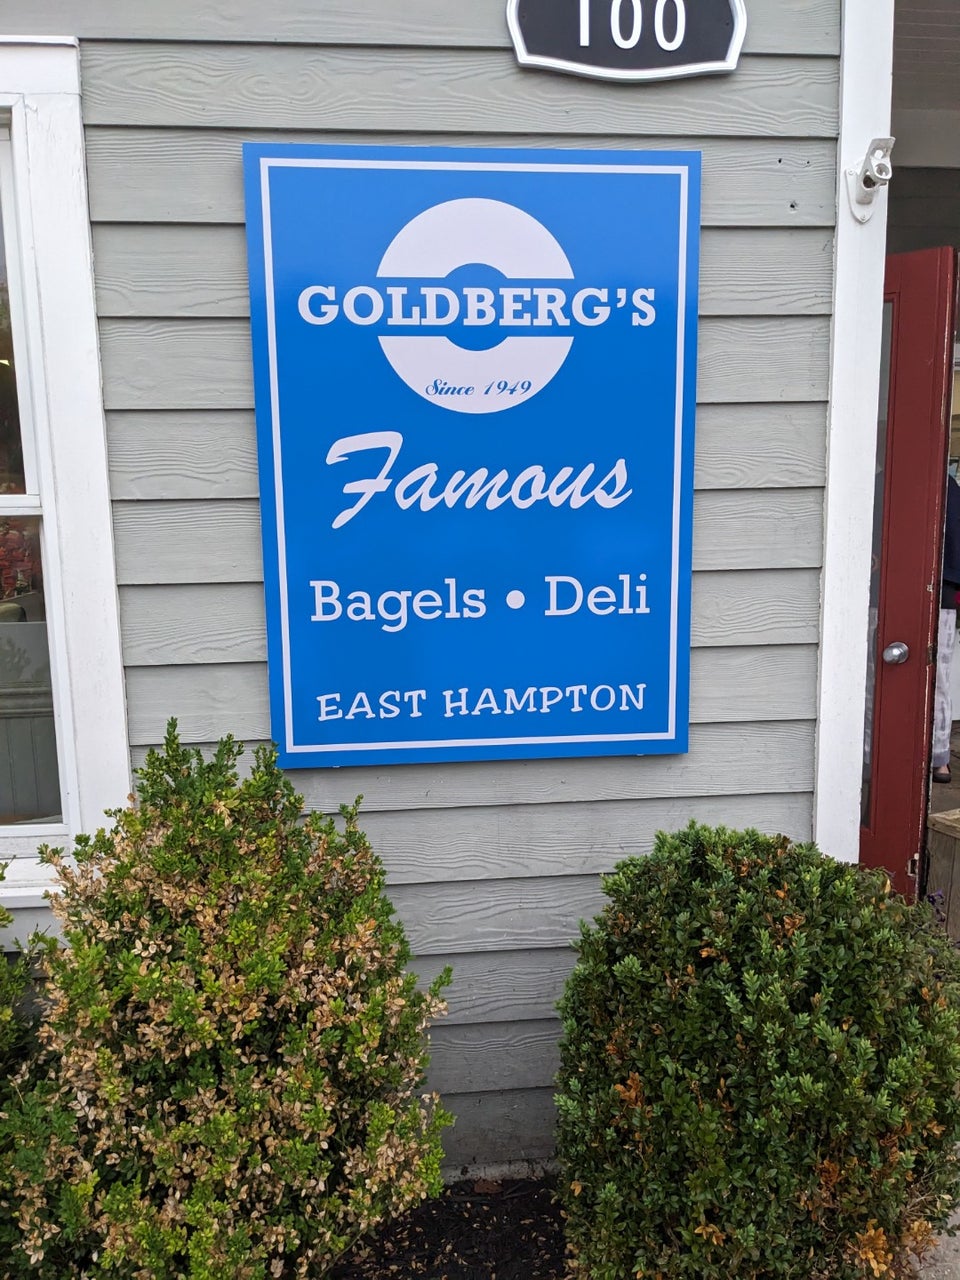 100
GOLDBERG'S
Since 1949
Famous
Bagels • Deli
EAST HAMPTON